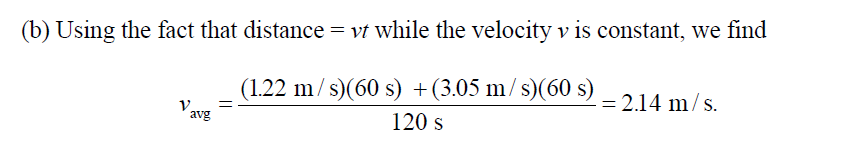 (b) Using the fact that distance = vt while the velocity v is constant, we find
v_avg = \frac{(1.22 m/s)(60 s) + (3.05 m/s)(60 s)}{120 s} = 2.14 m/s.